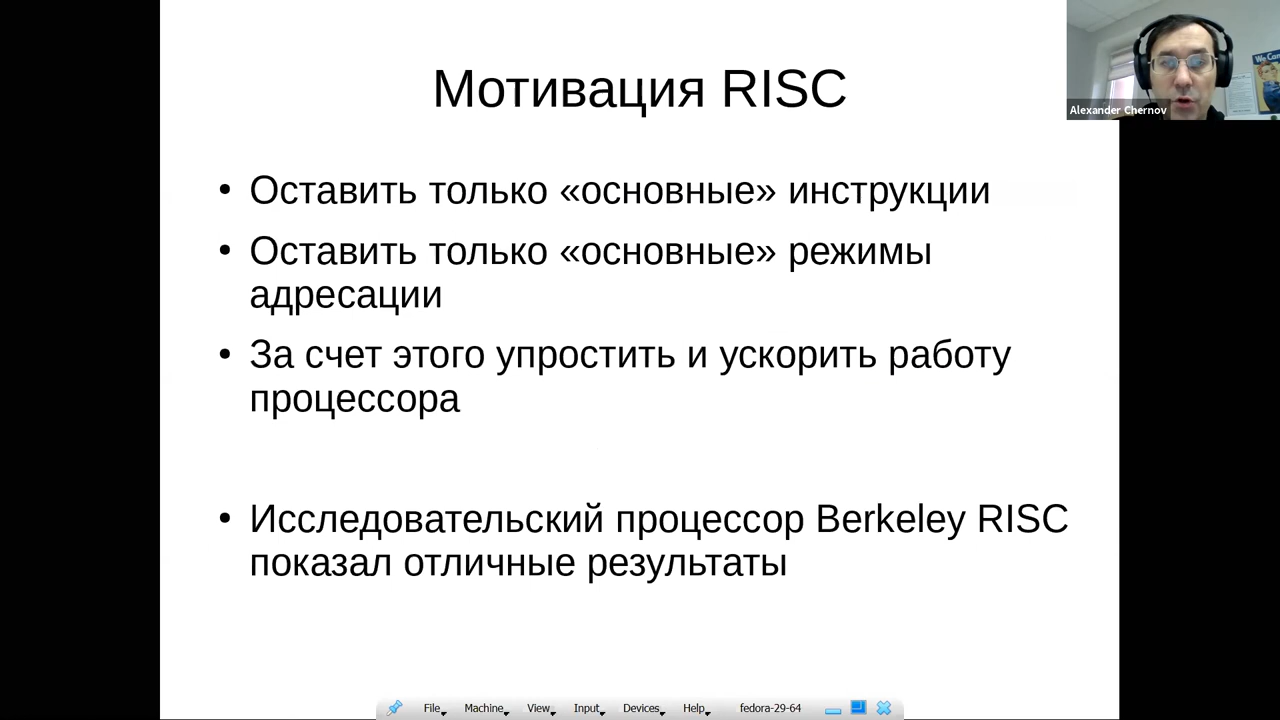 Мотивация RISC
Alexander Chernov
• Оставить только «основные» инструкции
• Оставить только «основные» режимы
адресации
• За счет этого упростить и ускорить работу
процессора
• Исследовательский процессор Berkeley RISC
показал отличные результаты
File Machine View Input Devices Help fedora-29-64